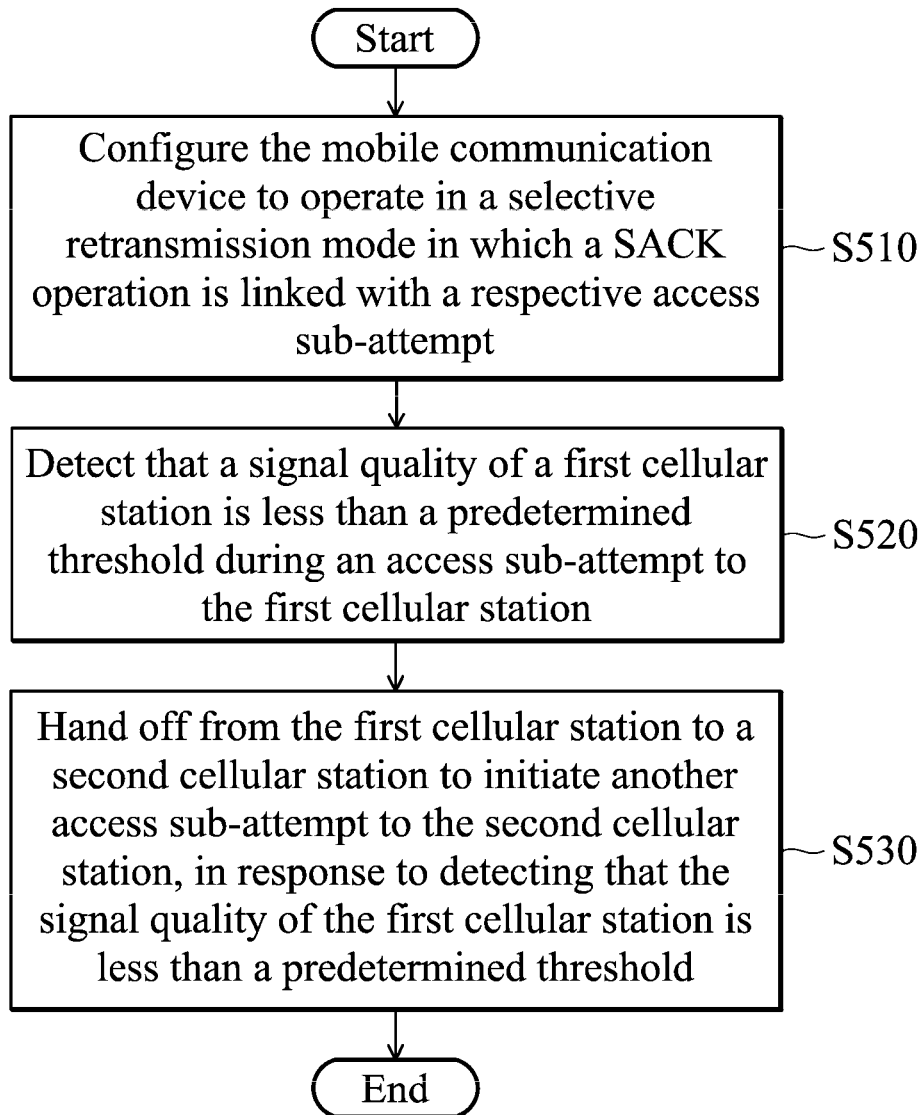 Start
Configure the mobile communication
device to operate in a selective
retransmission mode in which a SACK
operation is linked with a respective access
sub-attempt
S510
Detect that a signal quality of a first cellular
station is less than a predetermined
threshold during an access sub-attempt to
the first cellular station
S520
Hand off from the first cellular station to a
second cellular station to initiate another
access sub-attempt to the second cellular
station, in response to detecting that the
signal quality of the first cellular station is
less than a predetermined threshold
S530
End